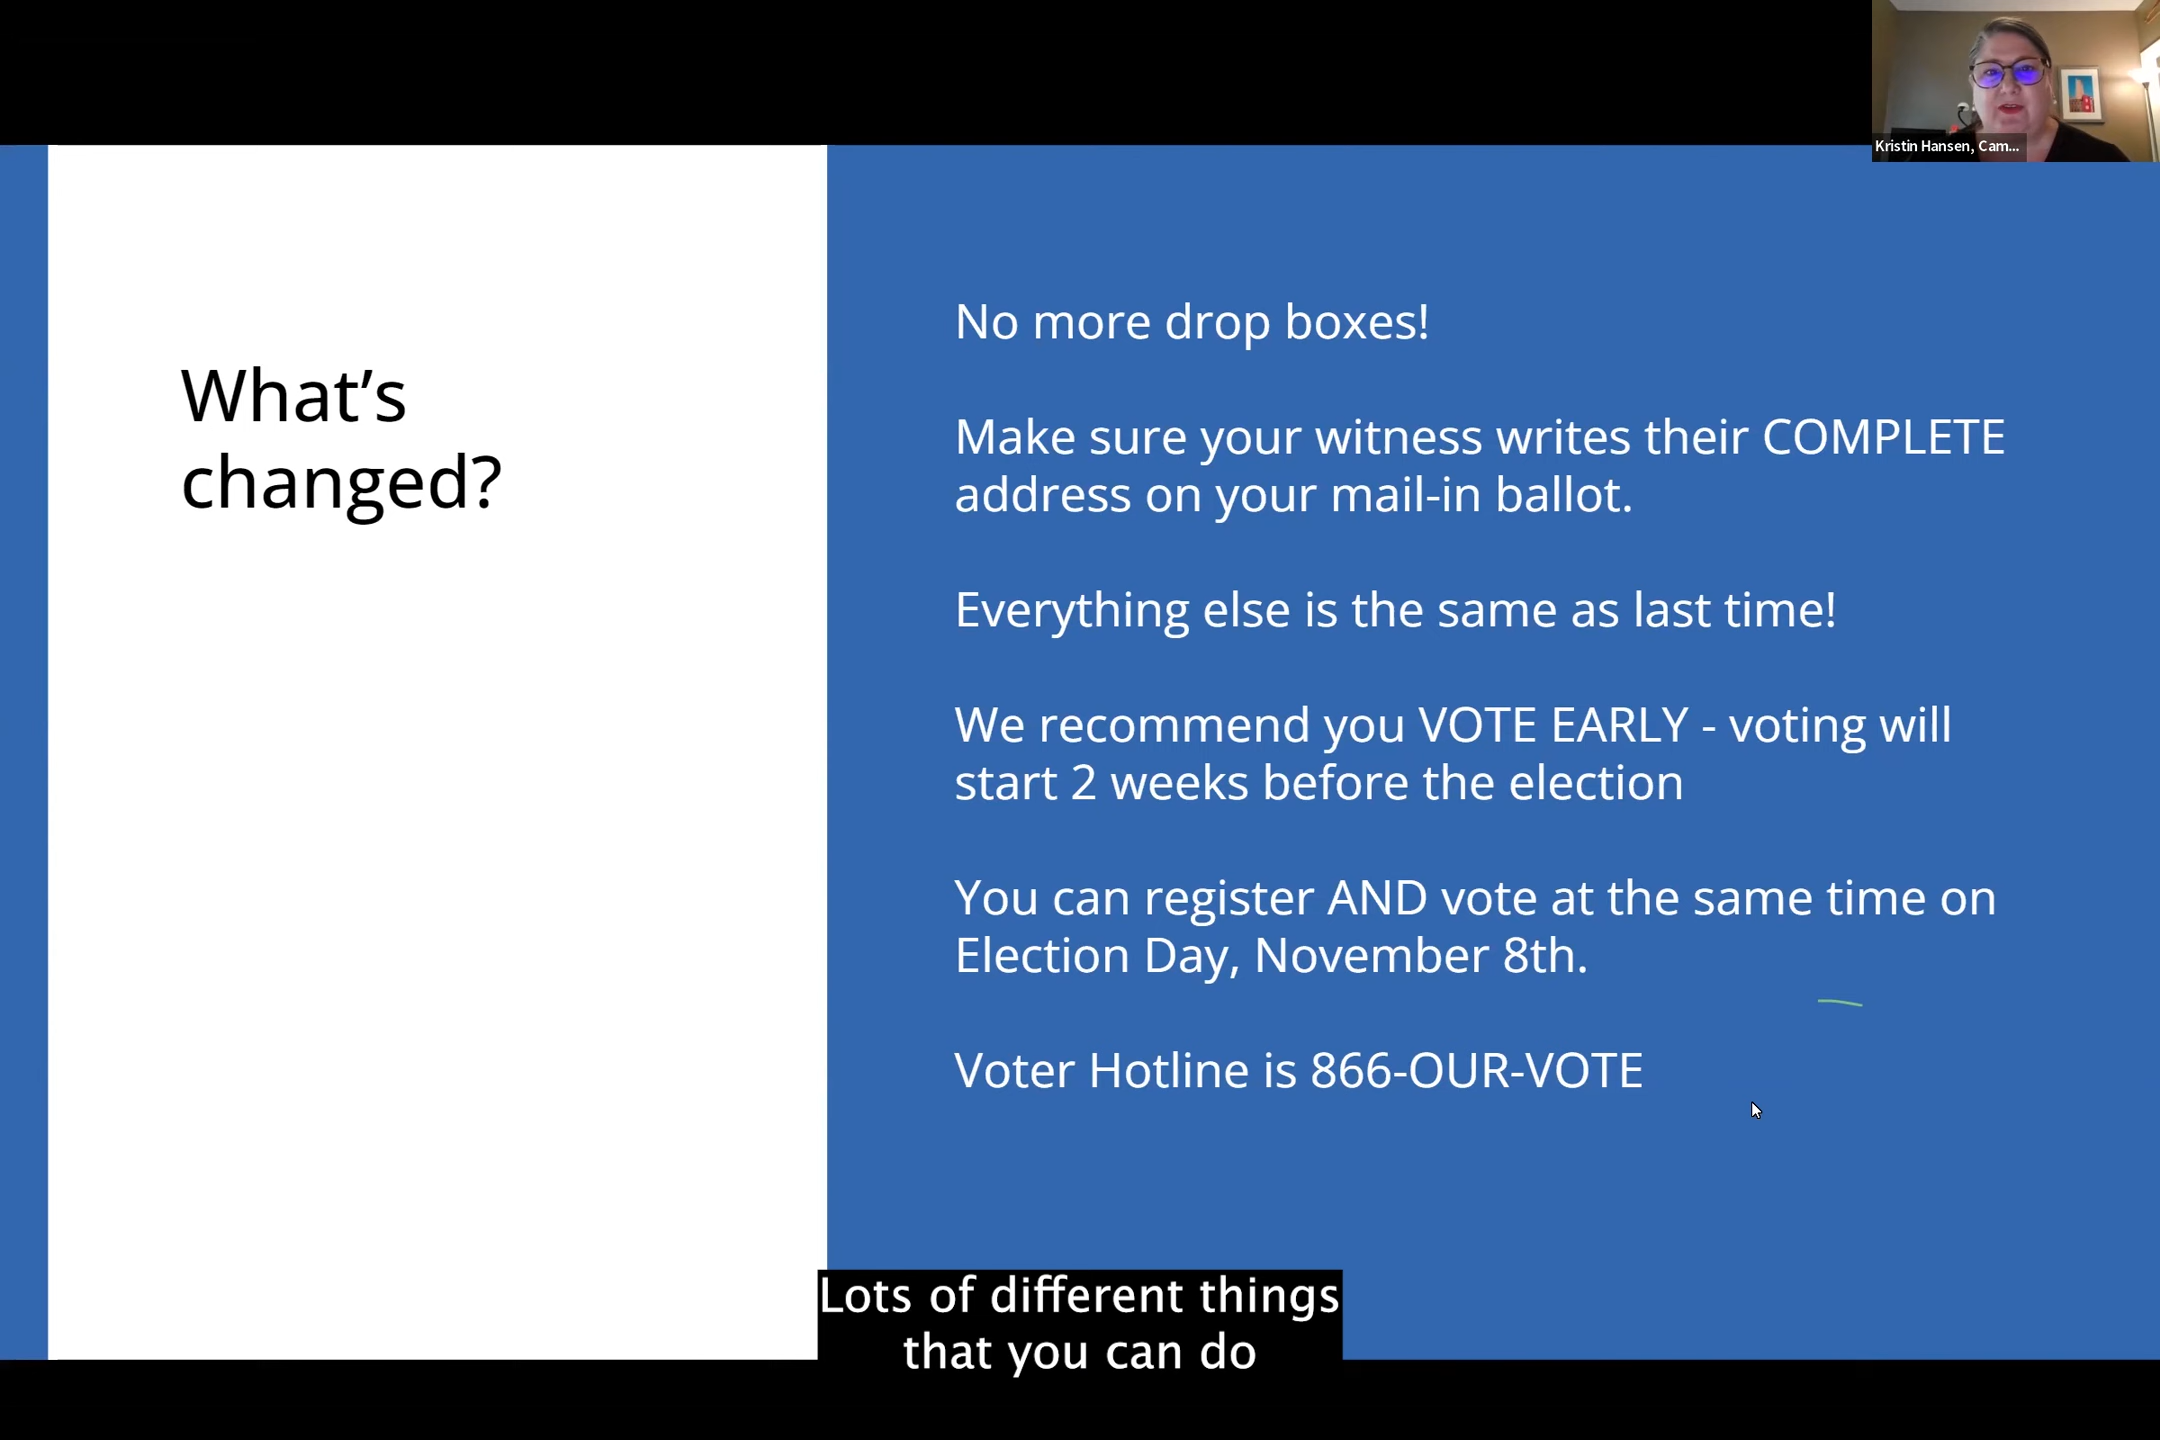 Kristin Hansen, Cam...
What’s
changed?
No more drop boxes!
Make sure your witness writes their COMPLETE
address on your mail-in ballot.
Everything else is the same as last time!
We recommend you VOTE EARLY - voting will
start 2 weeks before the election
You can register AND vote at the same time on
Election Day, November 8th.
Voter Hotline is 866-OUR-VOTE
Lots of different things
that you can do